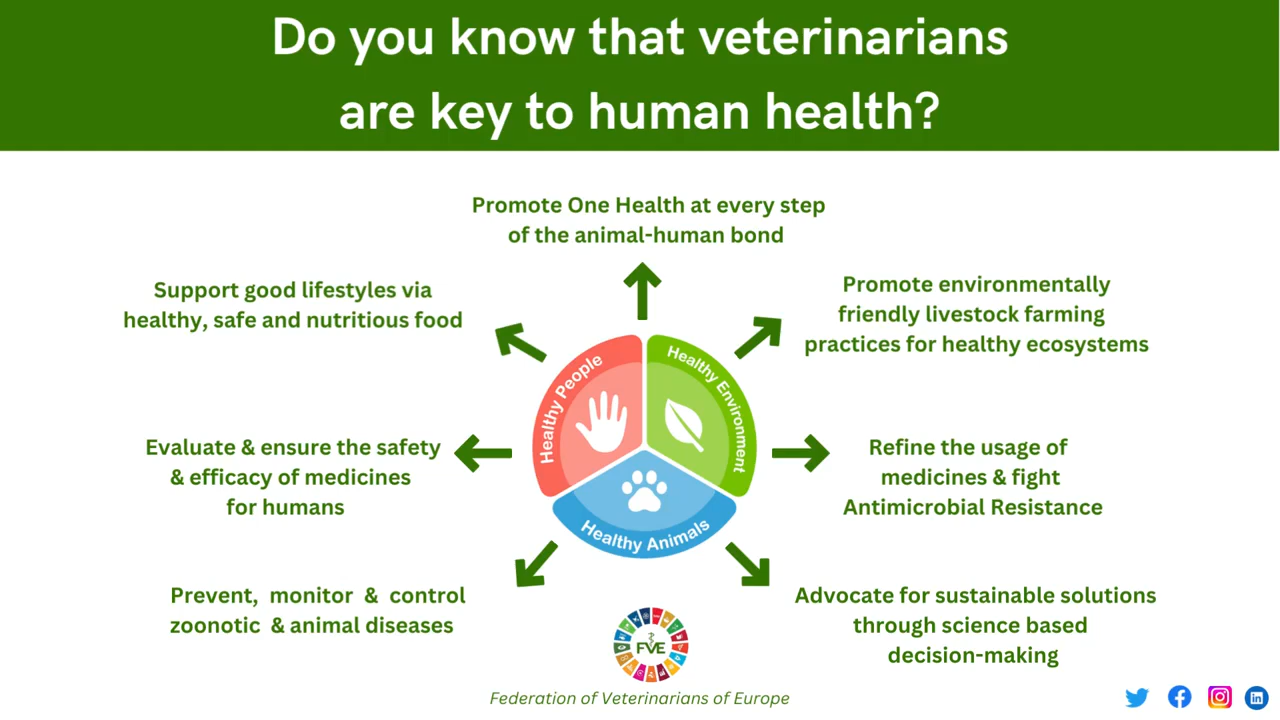 Do you know that veterinarians
are key to human health?
Promote One Health at every step
of the animal-human bond
Support good lifestyles via
healthy, safe and nutritious food
Promote environmentally
friendly livestock farming
practices for healthy ecosystems
Healthy People
Healthy Environment
Healthy Animals
Evaluate & ensure the safety
& efficacy of medicines
for humans
Refine the usage of
medicines & fight
Antimicrobial Resistance
Prevent, monitor & control
zoonotic & animal diseases
Advocate for sustainable solutions
through science based
decision-making
FVE
Federation of Veterinarians of Europe
in